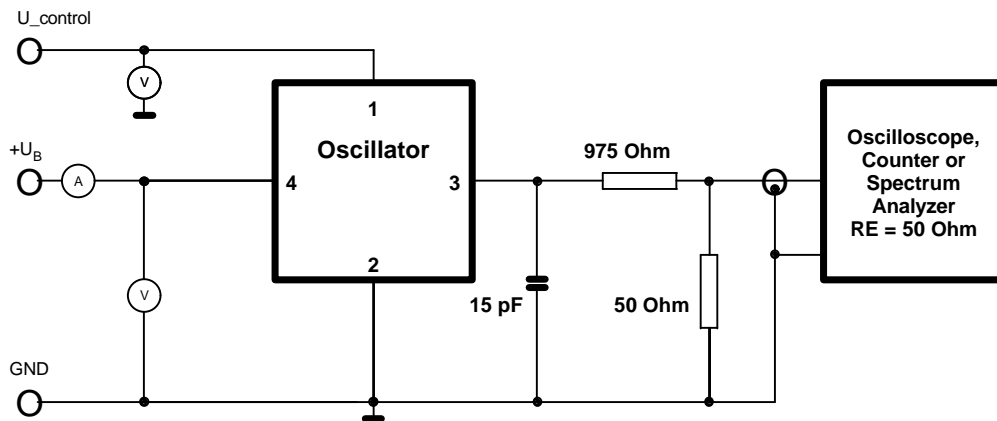 U_control
V
1
Oscillator
+U_B
A
4
3
2
V
975 Ohm
15 pF
50 Ohm
Oscilloscope,
Counter or
Spectrum
Analyzer
RE = 50 Ohm
GND